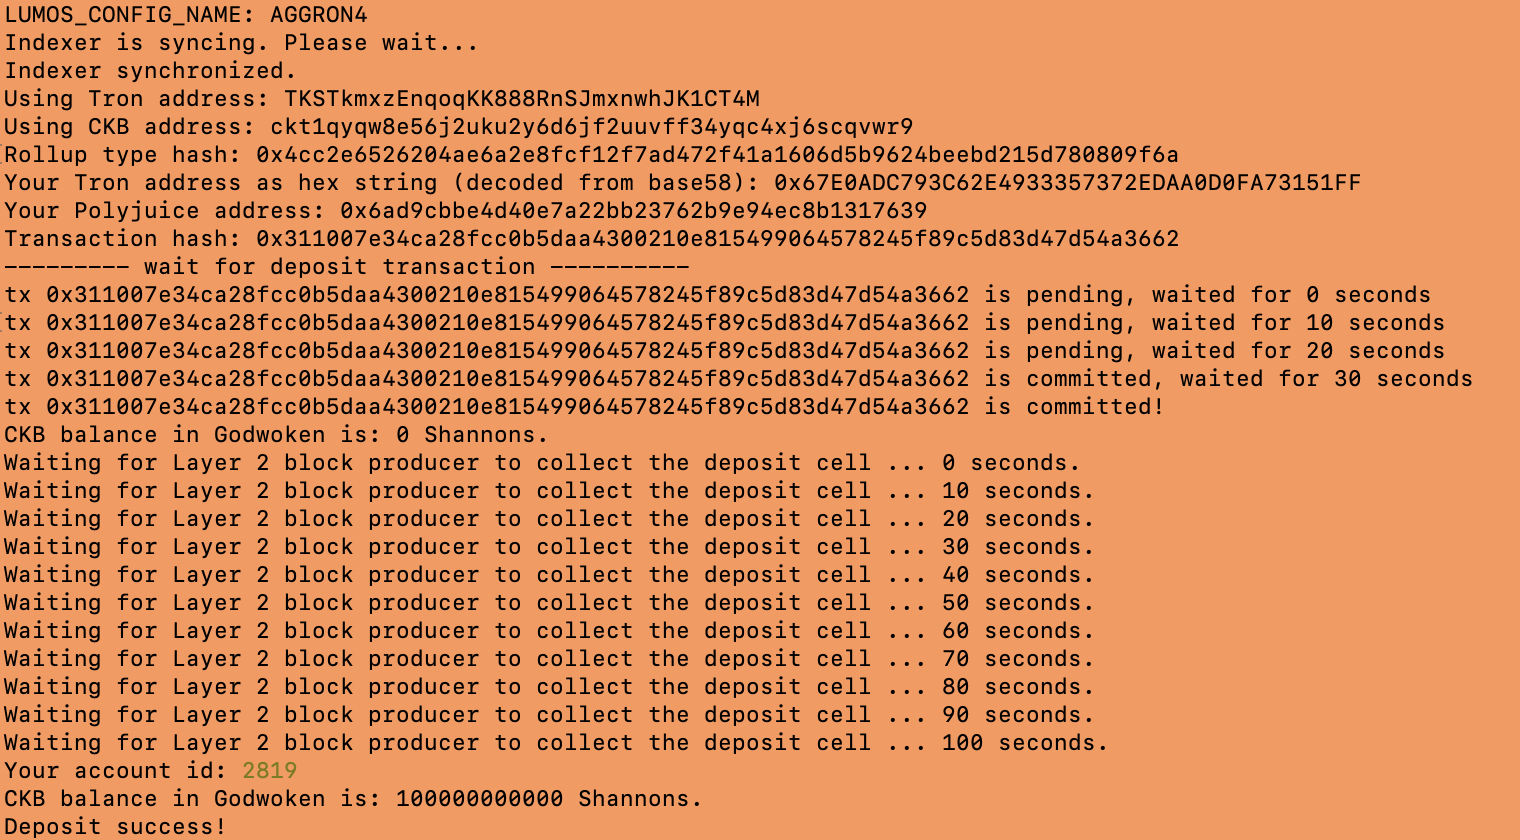 LUMOS_CONFIG_NAME: AGGRON4
Indexer is syncing. Please wait...
Indexer synchronized.
Using Tron address: TKSTkmxzEnqoqKK888RnSJmxnwhJK1CT4M
Using CKB address: ckt1qyqw8e56j2uku2y6d6jf2uuvff34yqc4xj6scqvwr9
Rollup type hash: 0x4cc2e6526204ae6a2e8fcf12f7ad472f41a1606d5b9624beebd215d780809f6a
Your Tron address as hex string (decoded from base58): 0x67E0ADC793C62E4933357372EDAA0D0FA73151FF
Your Polyjuice address: 0x6ad9cbbe4d40e7a22bb23762b9e94ec8b1317639
Transaction hash: 0x311007e34ca28fcc0b5daa4300210e815499064578245f89c5d83d47d54a3662
--------- wait for deposit transaction ----------
tx 0x311007e34ca28fcc0b5daa4300210e815499064578245f89c5d83d47d54a3662 is pending, waited for 0 seconds
tx 0x311007e34ca28fcc0b5daa4300210e815499064578245f89c5d83d47d54a3662 is pending, waited for 10 seconds
tx 0x311007e34ca28fcc0b5daa4300210e815499064578245f89c5d83d47d54a3662 is pending, waited for 20 seconds
tx 0x311007e34ca28fcc0b5daa4300210e815499064578245f89c5d83d47d54a3662 is committed, waited for 30 seconds
tx 0x311007e34ca28fcc0b5daa4300210e815499064578245f89c5d83d47d54a3662 is committed!
CKB balance in Godwoken is: 0 Shannons.
Waiting for Layer 2 block producer to collect the deposit cell ... 0 seconds.
Waiting for Layer 2 block producer to collect the deposit cell ... 10 seconds.
Waiting for Layer 2 block producer to collect the deposit cell ... 20 seconds.
Waiting for Layer 2 block producer to collect the deposit cell ... 30 seconds.
Waiting for Layer 2 block producer to collect the deposit cell ... 40 seconds.
Waiting for Layer 2 block producer to collect the deposit cell ... 50 seconds.
Waiting for Layer 2 block producer to collect the deposit cell ... 60 seconds.
Waiting for Layer 2 block producer to collect the deposit cell ... 70 seconds.
Waiting for Layer 2 block producer to collect the deposit cell ... 80 seconds.
Waiting for Layer 2 block producer to collect the deposit cell ... 90 seconds.
Waiting for Layer 2 block producer to collect the deposit cell ... 100 seconds.
Your account id: 2819
CKB balance in Godwoken is: 100000000000 Shannons.
Deposit success!